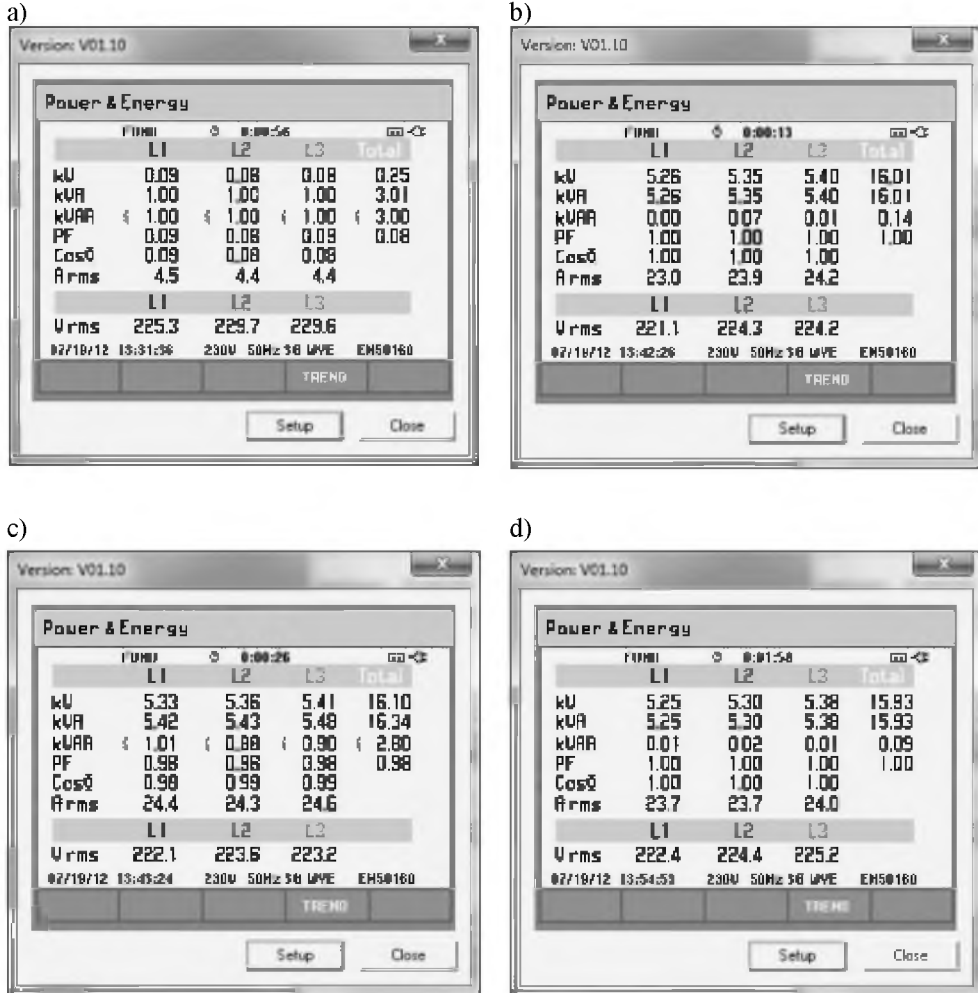 a)
Version: V01.10
Power & Energy
FUND 0:00:56
L1 L2 L3 Total
kW 0.09 0.08 0.08 0.25
kVA 1.00 1.00 1.00 3.01
kVAR 1.00 1.00 1.00 3.00
PF 0.09 0.08 0.09 0.08
CosΦ 0.09 0.08 0.08
A rms 4.5 4.4 4.4
L1 L2 L3
V rms 225.3 229.7 229.6
07/19/12 13:31:36 230V 50Hz 3Ø WYE EN50160
TREND
Setup Close
b)
Version: V01.10
Power & Energy
FUND 0:00:13
L1 L2 L3 Total
kW 5.26 5.35 5.40 16.01
kVA 5.26 5.35 5.40 16.01
kVAR 0.00 0.07 0.01 0.14
PF 1.00 1.00 1.00 1.00
CosΦ 1.00 1.00 1.00
A rms 23.0 23.9 24.2
L1 L2 L3
V rms 221.1 224.3 224.2
07/19/12 13:42:26 230V 50Hz 3Ø WYE EN50160
TREND
Setup Close
c)
Version: V01.10
Power & Energy
FUND 0:00:26
L1 L2 L3 Total
kW 5.33 5.36 5.41 16.10
kVA 5.42 5.43 5.48 16.34
kVAR 1.01 0.88 0.90 2.80
PF 0.98 0.98 0.98
CosΦ 0.98 0.99 0.99
A rms 24.4 24.3 24.6
L1 L2 L3
V rms 222.1 223.6 223.2
07/19/12 230V 50Hz 3Ø WYE EN50160
TREND
Setup Close
d)
Version: V01.10
Power & Energy
FUND 0:01:58
L1 L2 L3 Total
kW 5.25 5.30 5.38 15.93
kVA 5.25 5.30 5.38 15.93
kVAR 0.01 0.02 0.01 0.09
PF 1.00 1.00 1.00 1.00
CosΦ 1.00 1.00 1.00
A rms 23.7 23.7 24.0
L1 L2 L3
V rms 222.4 224.4 225.2
07/19/12 13:54:53 230V 50Hz 3Ø WYE EN50160
TREND
Setup Close